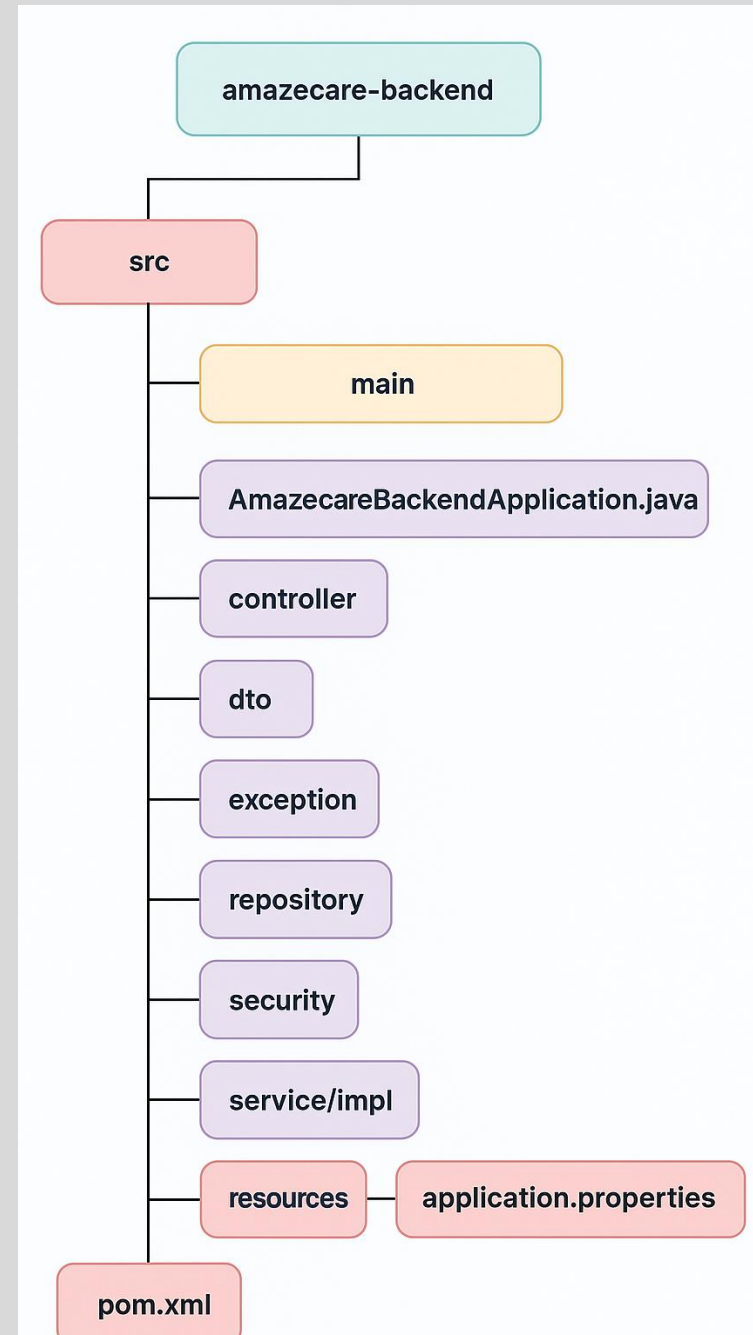 amazecare-backend
src
main
AmazecareBackendApplication.java
controller
dto
exception
repository
security
service/impl
resources
application.properties
pom.xml